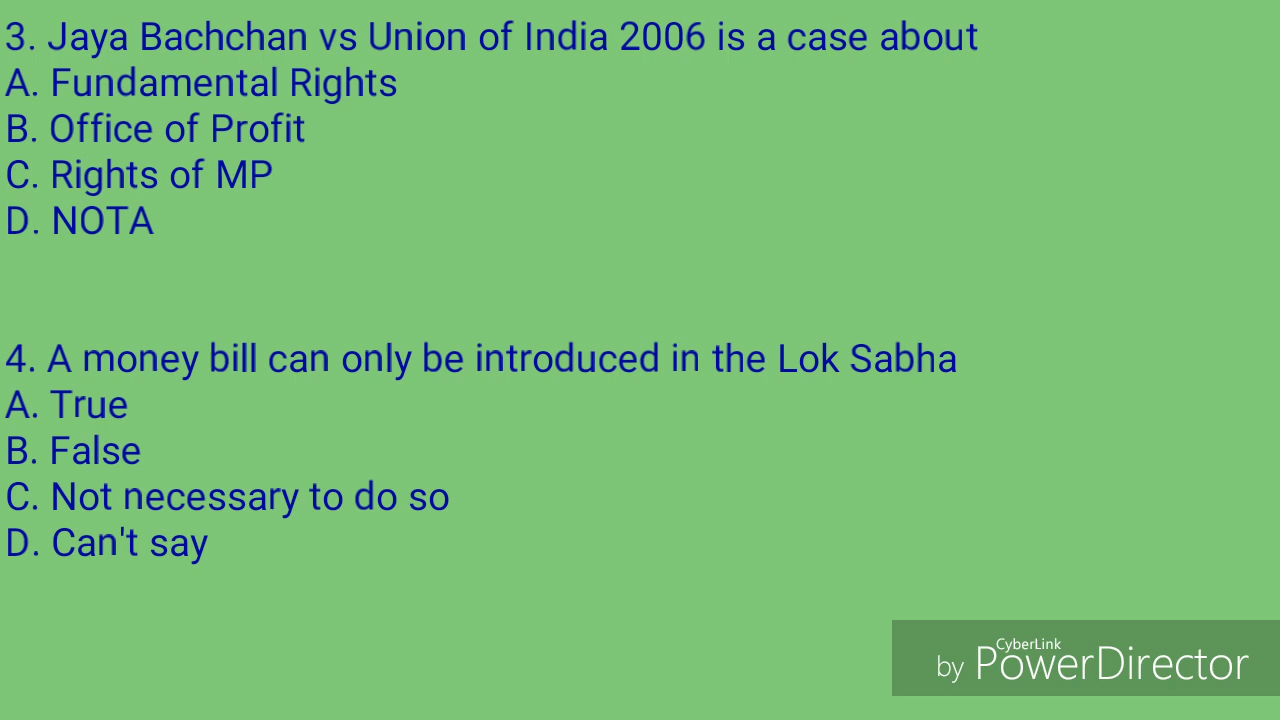 3. Jaya Bachchan vs Union of India 2006 is a case about
A. Fundamental Rights
B. Office of Profit
C. Rights of MP
D. NOTA
4. A money bill can only be introduced in the Lok Sabha
A. True
B. False
C. Not necessary to do so
D. Can't say
CyberLink
by PowerDirector